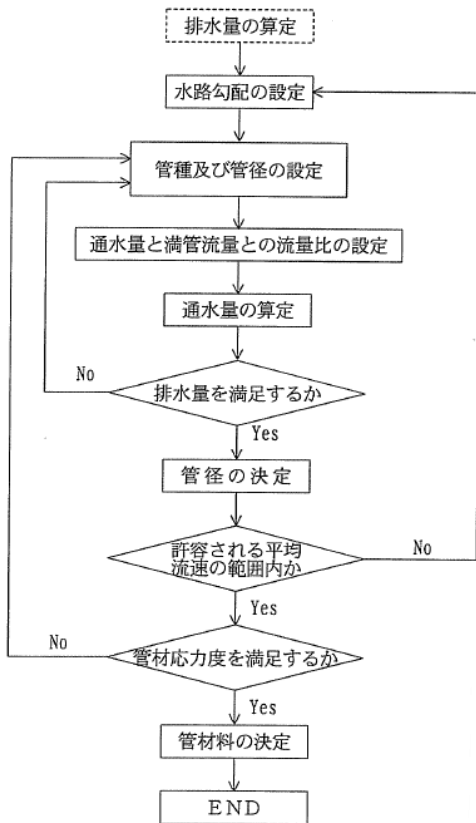 排水量の算定
水路勾配の設定
管種及び管径の設定
通水量と満管流量との流量比の設定
通水量の算定
No
排水量を満足するか
Yes
管径の決定
許容される平均
流速の範囲内か
No
Yes
No
管材応力度を満足するか
Yes
管材料の決定
END